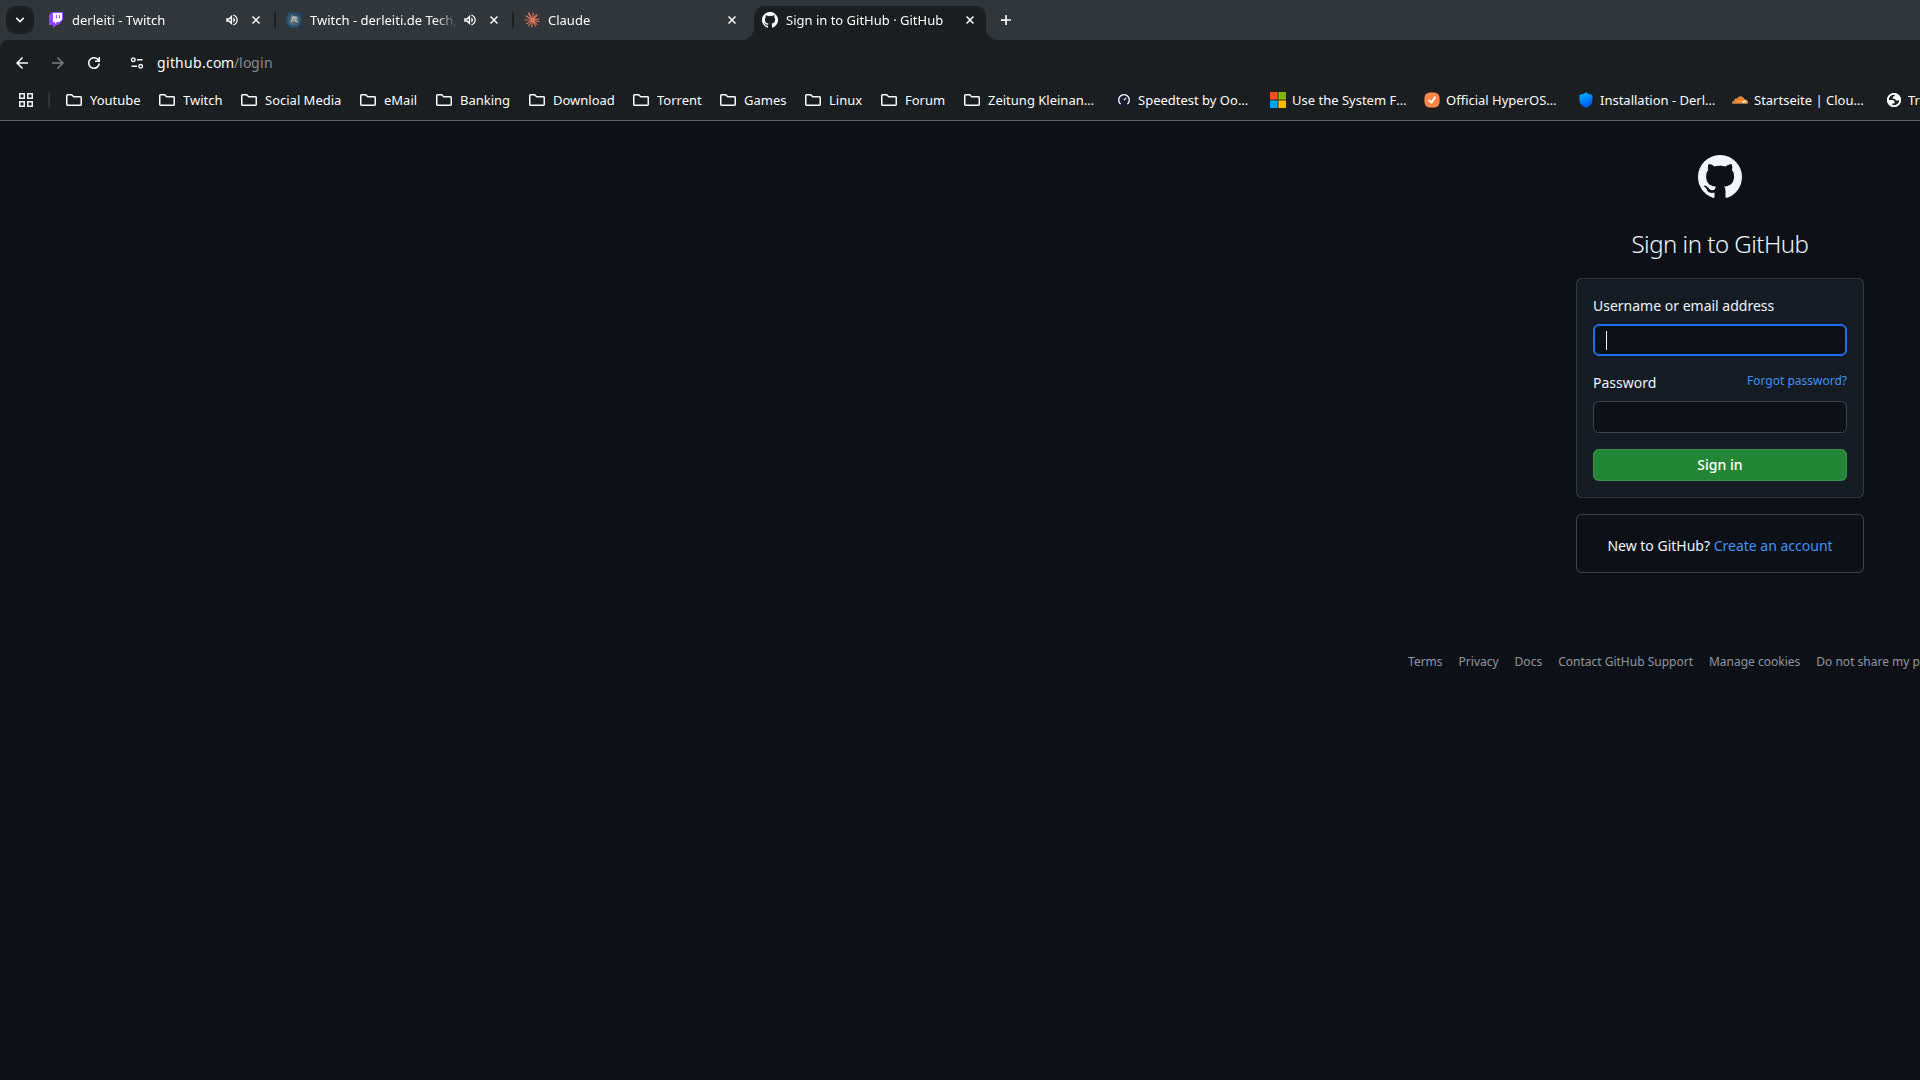 derleiti - Twitch
Twitch - derleiti.de Tech
Claude
Sign in to GitHub · GitHub
github.com/login
Youtube
Twitch
Social Media
eMail
Banking
Download
Torrent
Games
Linux
Forum
Zeitung Kleinan...
Speedtest by Oo...
Use the System F...
Official HyperOS...
Installation - Derl...
Startseite | Clou...
Tr
Sign in to GitHub
Username or email address
Password
Forgot password?
Sign in
New to GitHub? Create an account
Terms
Privacy
Docs
Contact GitHub Support
Manage cookies
Do not share my p